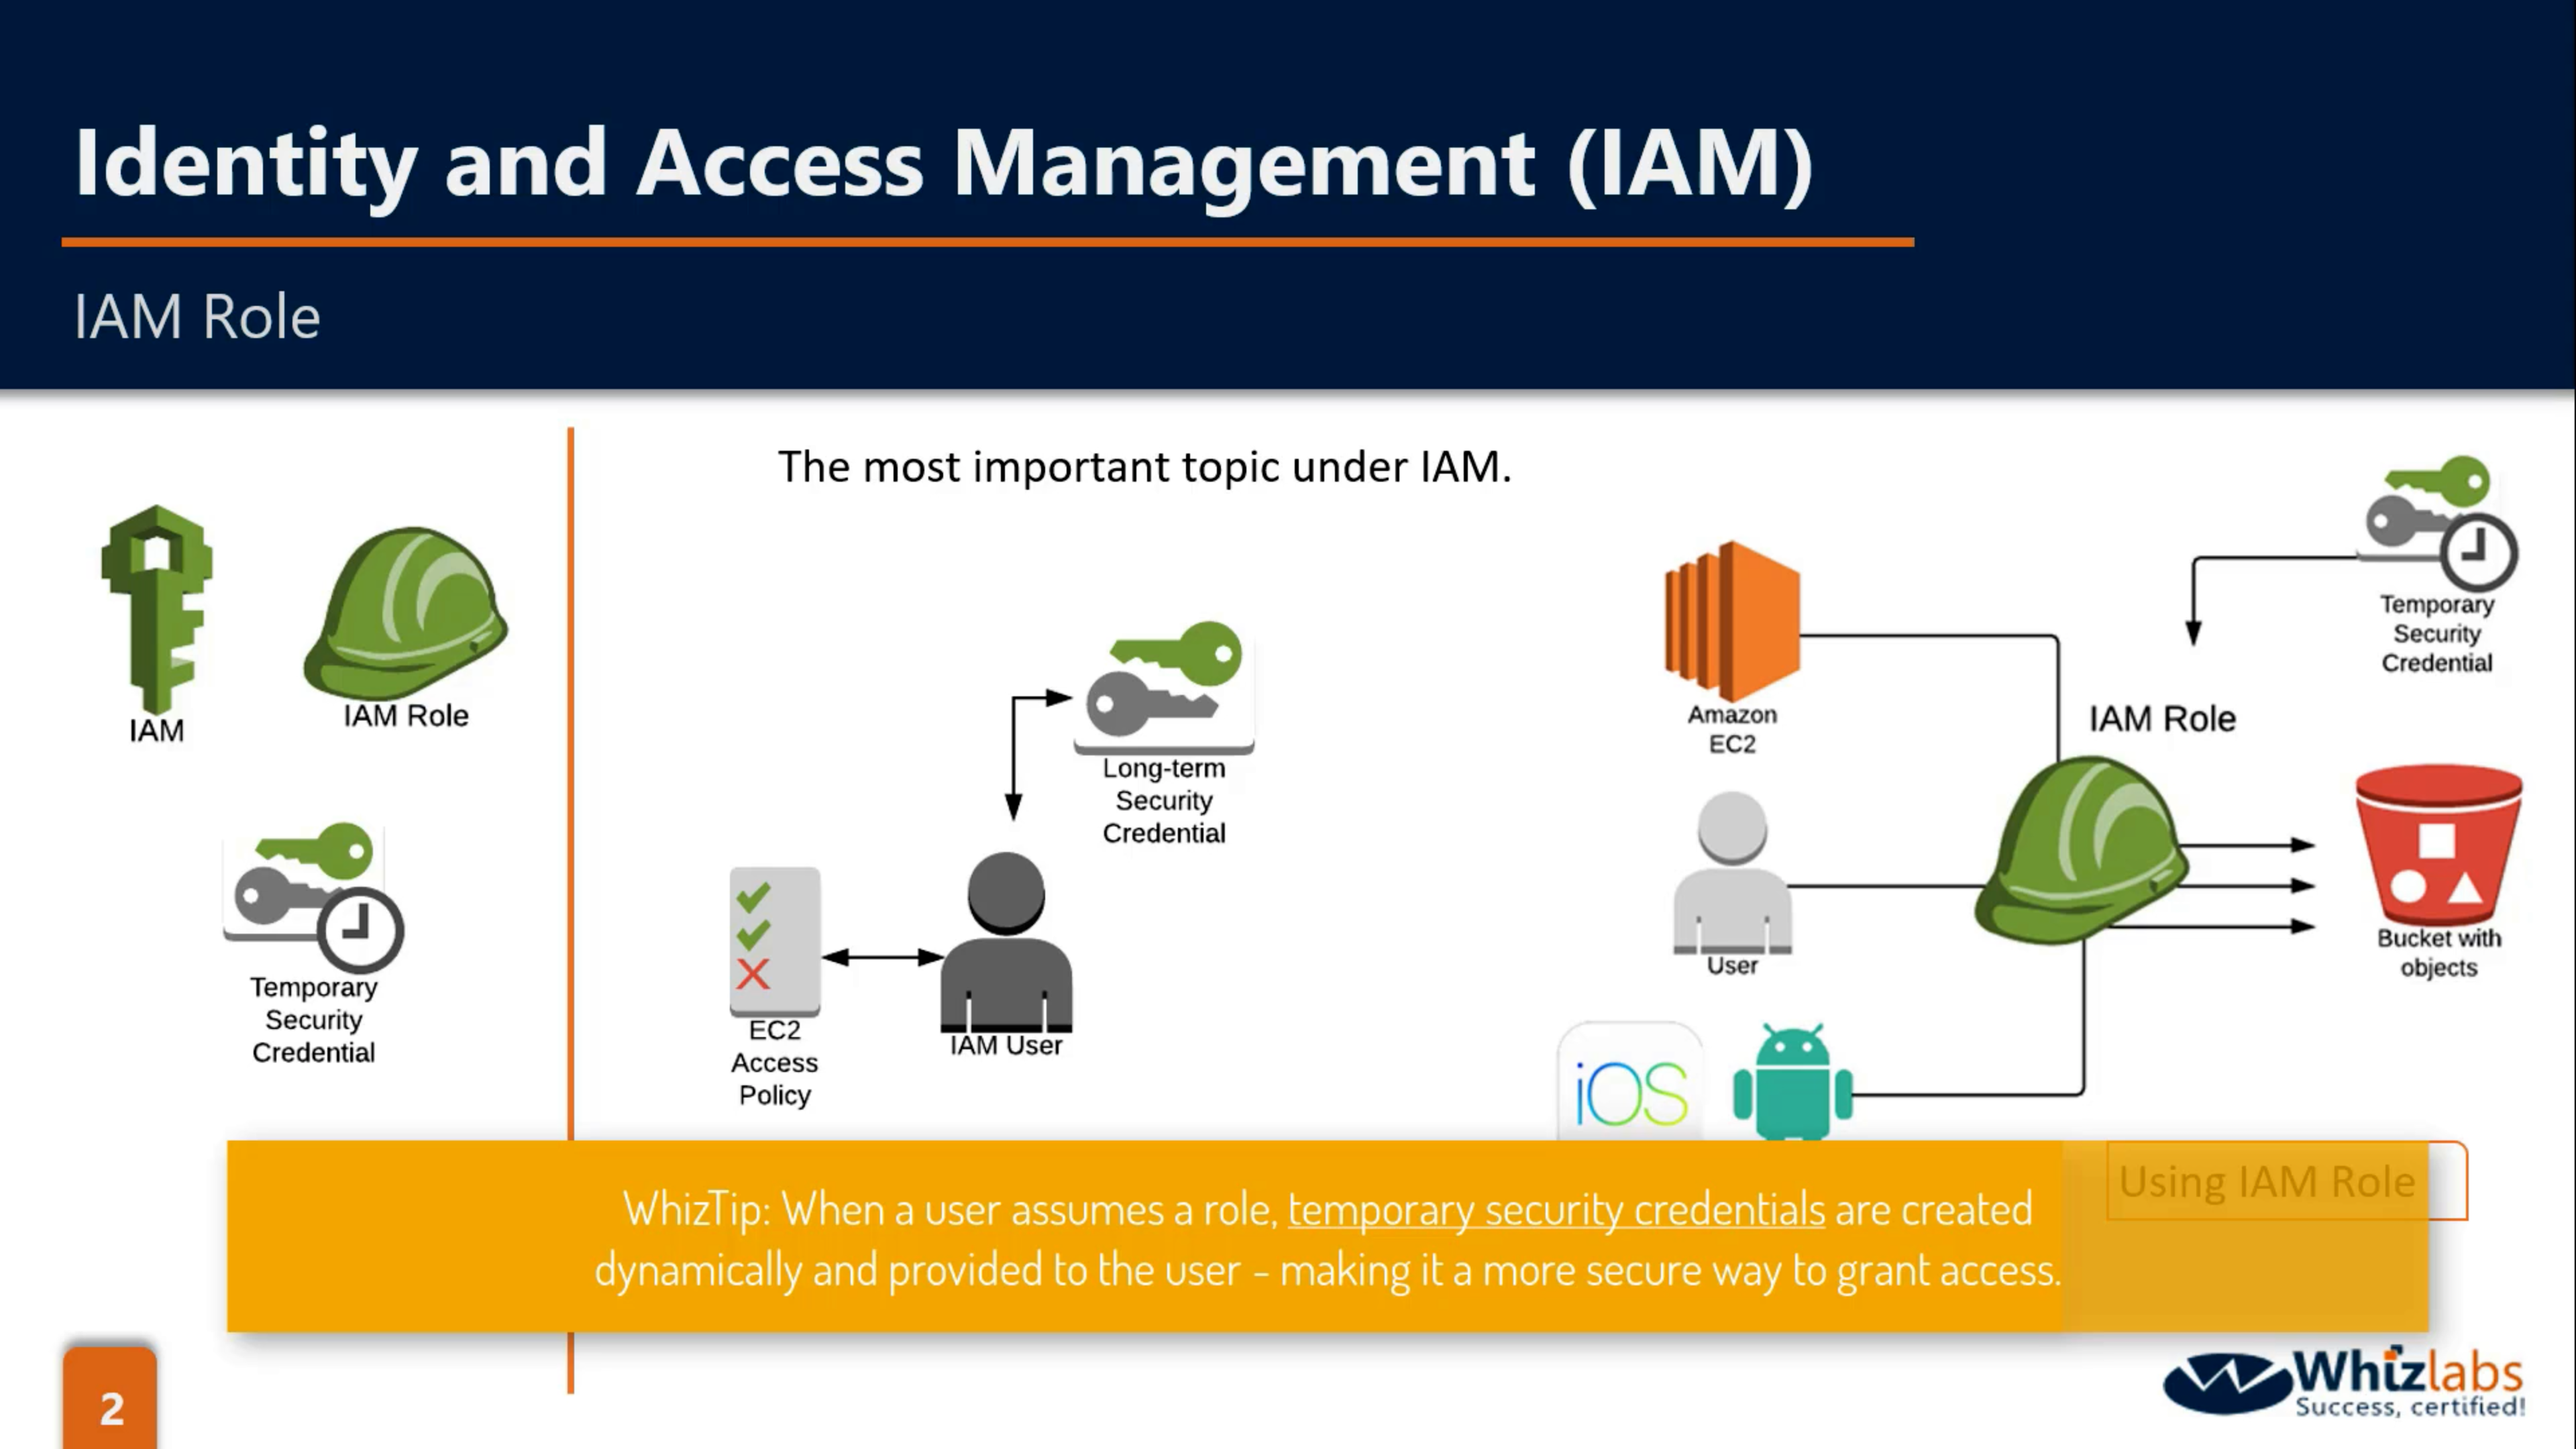 Identity and Access Management (IAM)
IAM Role
The most important topic under IAM.
IAM
IAM Role
Temporary
Security
Credential
Long-term
Security
Credential
EC2
Access
Policy
IAM User
Amazon
EC2
User
iOS
Temporary
Security
Credential
IAM Role
Bucket with
objects
Using IAM Role
WhizTip: When a user assumes a role, temporary security credentials are created
dynamically and provided to the user - making it a more secure way to grant access.
2
Whizlabs
Success, certified!